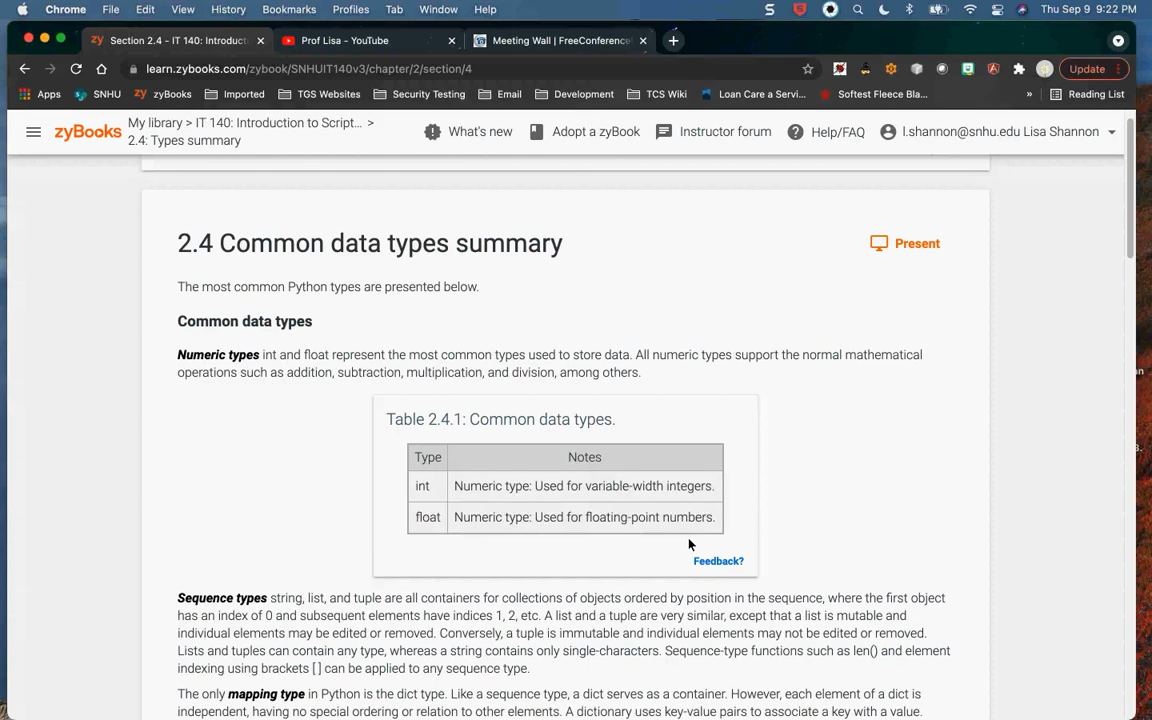 Chrome File Edit View History Bookmarks Profiles Tab Window Help Thu Sep 9 9:22 PM
zy Section 2.4 - IT 140: Introducti Prof Lisa - YouTube Meeting Wall | FreeConference
learn.zybooks.com/zybook/SNHUIT140v3/chapter/2/section/4 Update
Apps SNHU zy zyBooks Imported TGS Websites Security Testing Email Development TCS Wiki Loan Care a Servi... Softest Fleece Bla... » Reading List
zyBooks My library > IT 140: Introduction to Script... > What's new Adopt a zyBook Instructor forum Help/FAQ l.shannon@snhu.edu Lisa Shannon
2.4: Types summary
2.4 Common data types summary
Present
The most common Python types are presented below.
Common data types
Numeric types int and float represent the most common types used to store data. All numeric types support the normal mathematical
operations such as addition, subtraction, multiplication, and division, among others.
Table 2.4.1: Common data types.
Type Notes
int Numeric type: Used for variable-width integers.
float Numeric type: Used for floating-point numbers.
Feedback?
Sequence types string, list, and tuple are all containers for collections of objects ordered by position in the sequence, where the first object
has an index of 0 and subsequent elements have indices 1, 2, etc. A list and a tuple are very similar, except that a list is mutable and
individual elements may be edited or removed. Conversely, a tuple is immutable and individual elements may not be edited or removed.
Lists and tuples can contain any type, whereas a string contains only single-characters. Sequence-type functions such as len() and element
indexing using brackets [ ] can be applied to any sequence type.
The only mapping type in Python is the dict type. Like a sequence type, a dict serves as a container. However, each element of a dict is
independent, having no special ordering or relation to other elements. A dictionary uses key-value pairs to associate a key with a value.